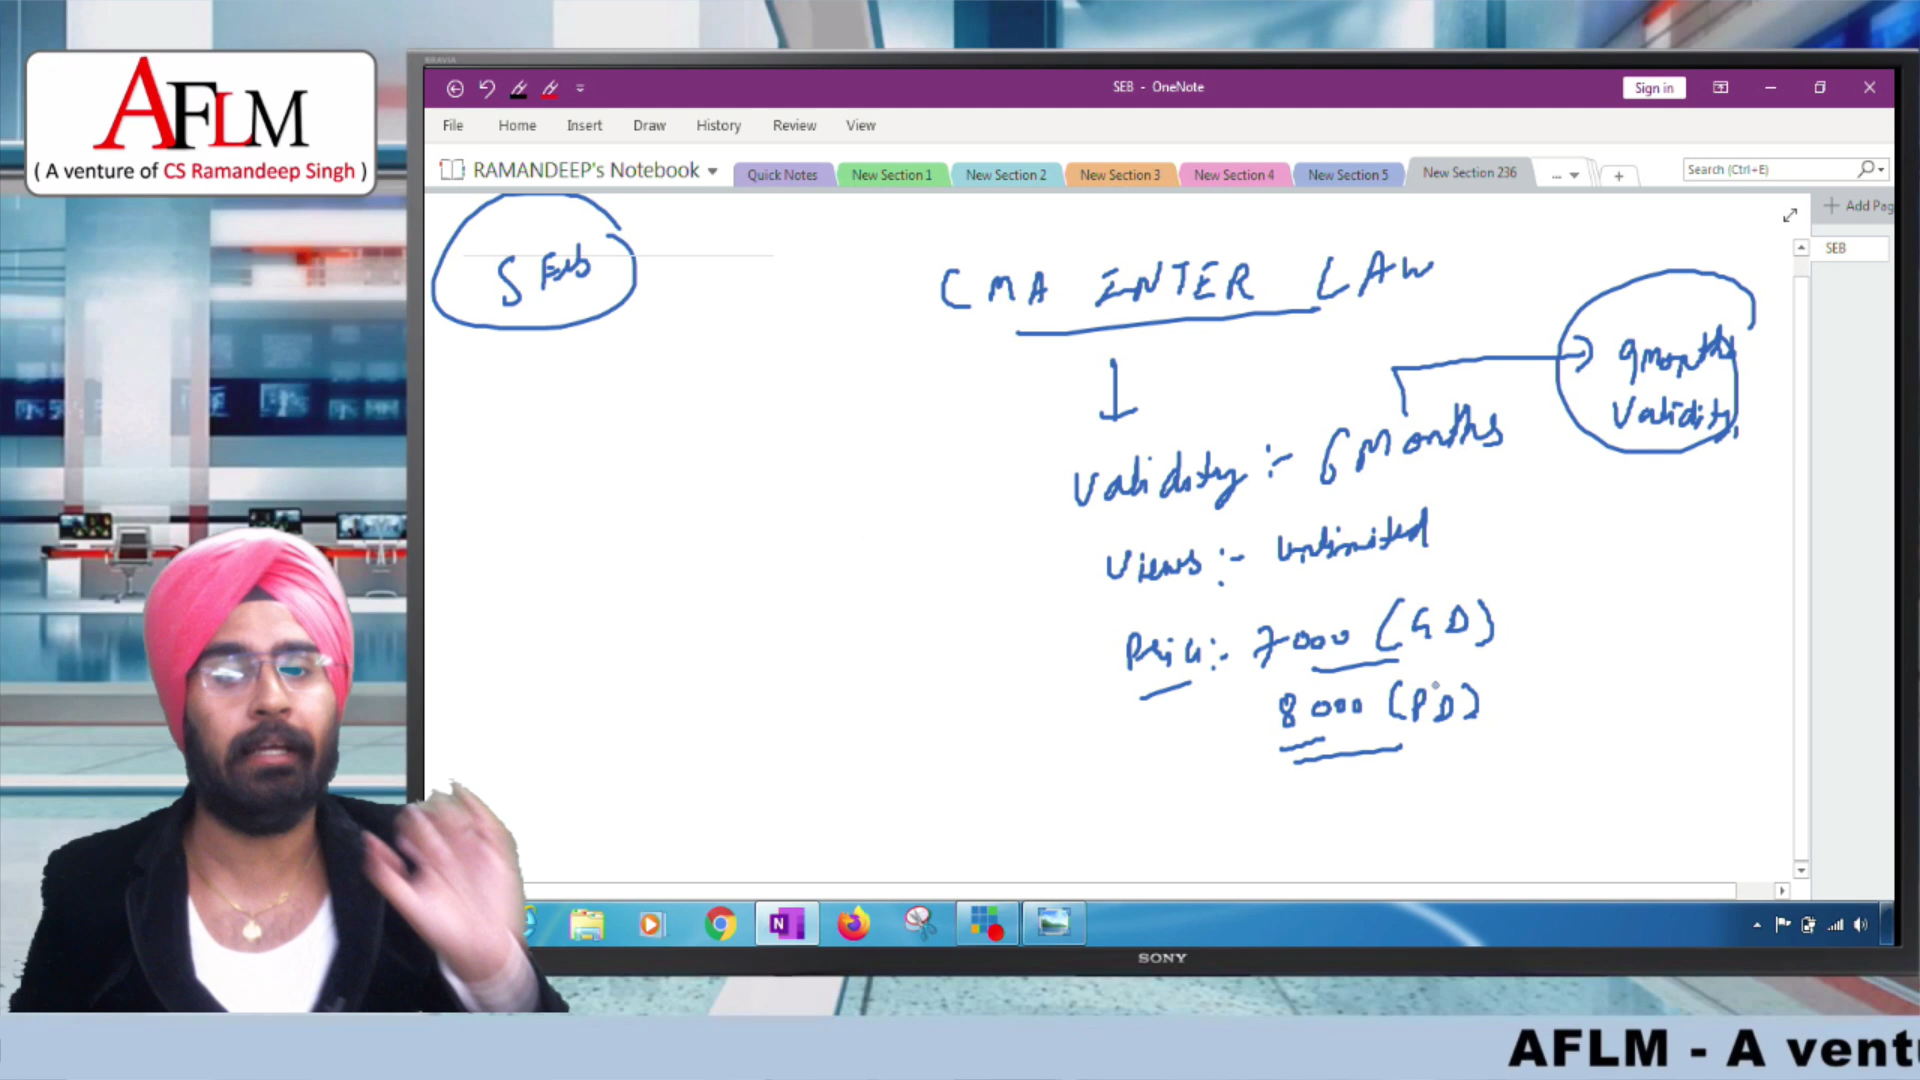 AFLM
( A venture of CS Ramandeep Singh )
BRAVIA
SEB - OneNote
Sign in
File Home Insert Draw History Review View
RAMANDEEP's Notebook
Quick Notes New Section 1 New Section 2 New Section 3 New Section 4 New Section 5 New Section 236 ...
Search (Ctrl+E)
Add Pag
SEB
CMA INTER LAW
9 months
validity
Validity :- 6 Months
Views :- unlimited
Price :- 7000 (GD)
8000 (PD)
SONY
AFLM - A vent